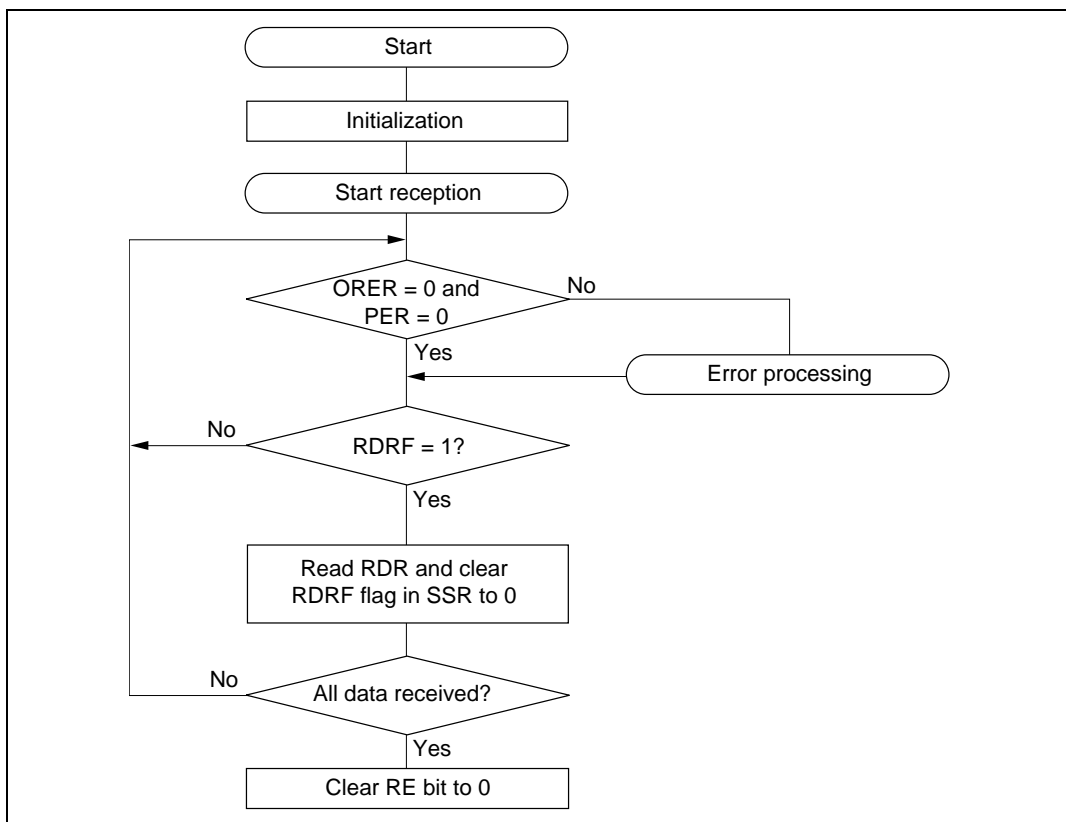 Start
Initialization
Start reception
ORER = 0 and
PER = 0
No
Yes
Error processing
No
RDRF = 1?
Yes
Read RDR and clear
RDRF flag in SSR to 0
No
All data received?
Yes
Clear RE bit to 0